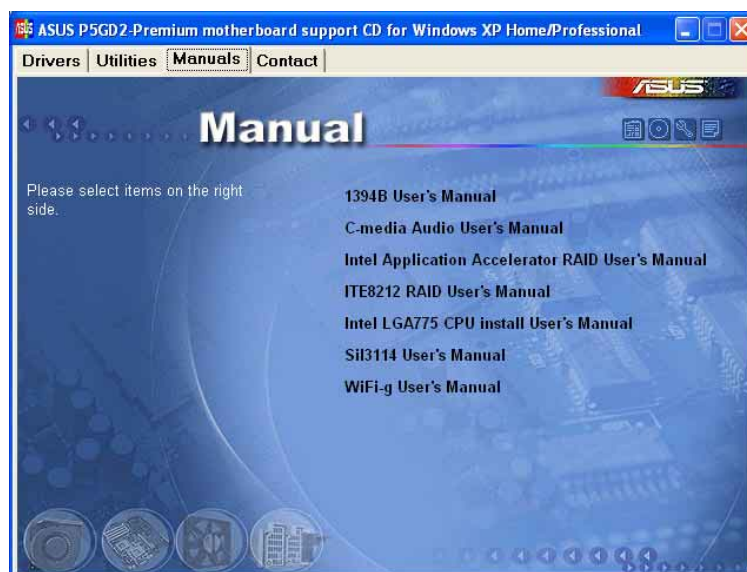 ASUS P5GD2-Premium motherboard support CD for Windows XP Home/Professional
Drivers Utilities Manuals Contact
ASUS
Manual
Please select items on the right
side.
1394B User's Manual
C-media Audio User's Manual
Intel Application Accelerator RAID User's Manual
ITE8212 RAID User's Manual
Intel LGA775 CPU install User's Manual
Sil3114 User's Manual
WiFi-g User's Manual